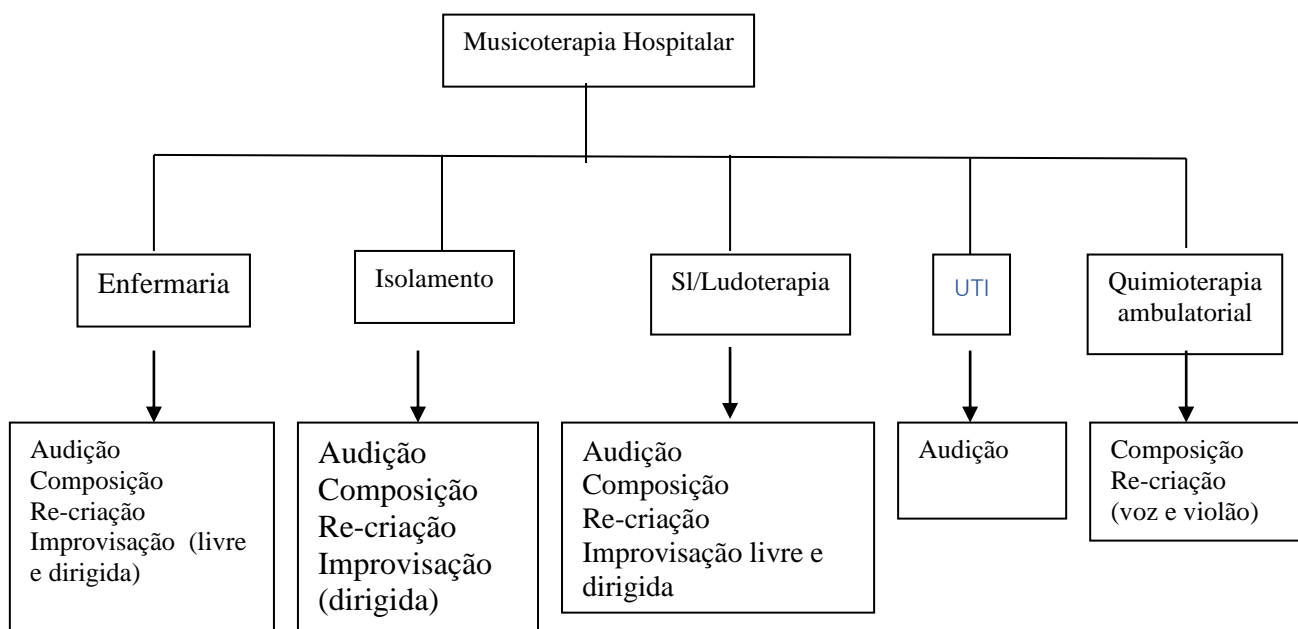 Musicoterapia Hospitalar
Enfermaria
Isolamento
Sl/Ludoterapia
UTI
Quimioterapia
ambulatorial
Audição
Composição
Re-criação
Improvisação (livre
e dirigida)
Audição
Composição
Re-criação
Improvisação
(dirigida)
Audição
Composição
Re-criação
Improvisação livre e
dirigida
Audição
Composição
Re-criação
(voz e violão)